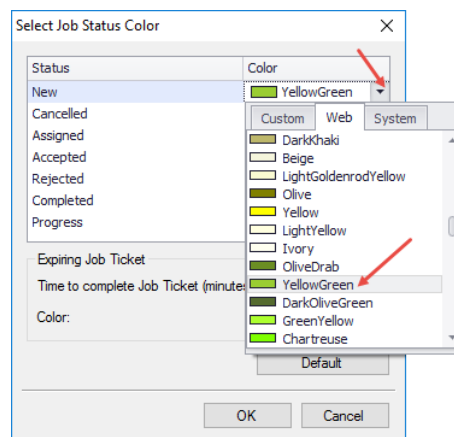 Select Job Status Color
Status Color
New YellowGreen
Cancelled
Assigned
Accepted
Rejected
Completed
Progress
Custom Web System
DarkKhaki
Beige
LightGoldenrodYellow
Olive
Yellow
LightYellow
Ivory
OliveDrab
YellowGreen
DarkOliveGreen
GreenYellow
Chartreuse
Expiring Job Ticket
Time to complete Job Ticket (minute
Color:
Default
OK Cancel